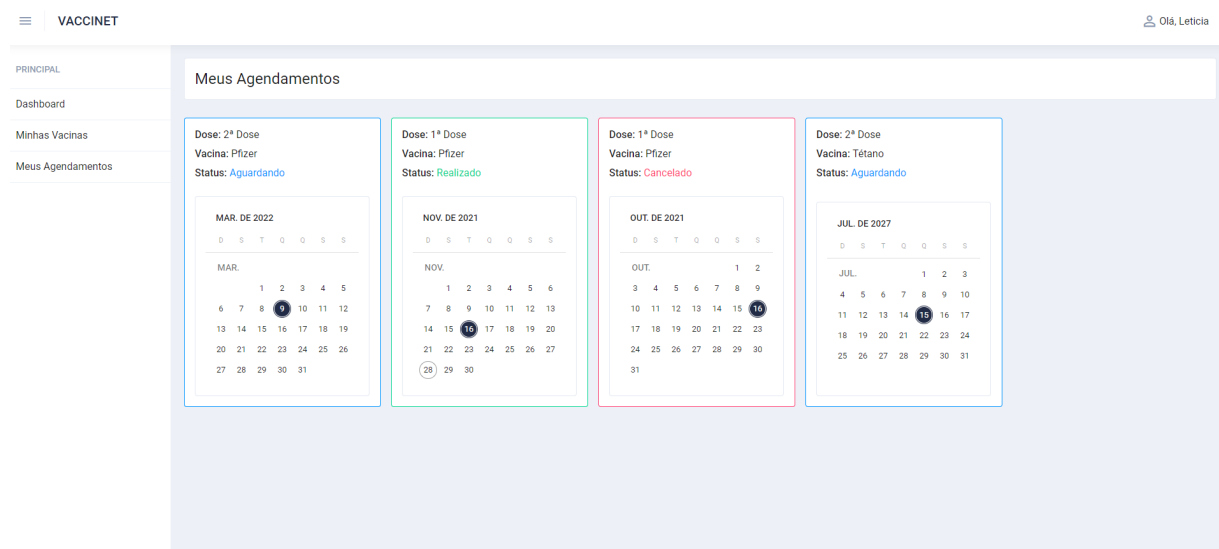 VACCINET
Olá, Leticia
PRINCIPAL
Dashboard
Minhas Vacinas
Meus Agendamentos
Meus Agendamentos
Dose: 2ª Dose
Vacina: Pfizer
Status: Aguardando
MAR. DE 2022
D S T Q Q S S
MAR.
1 2 3 4 5
6 7 8 9 10 11 12
13 14 15 16 17 18 19
20 21 22 23 24 25 26
27 28 29 30 31
Dose: 1ª Dose
Vacina: Pfizer
Status: Realizado
NOV. DE 2021
D S T Q Q S S
NOV.
1 2 3 4 5 6
7 8 9 10 11 12 13
14 15 16 17 18 19 20
21 22 23 24 25 26 27
28 29 30
Dose: 1ª Dose
Vacina: Pfizer
Status: Cancelado
OUT. DE 2021
D S T Q Q S S
OUT. 1 2
3 4 5 6 7 8 9
10 11 12 13 14 15 16
17 18 19 20 21 22 23
24 25 26 27 28 29 30
31
Dose: 2ª Dose
Vacina: Tétano
Status: Aguardando
JUL. DE 2027
D S T Q Q S S
JUL. 1 2 3
4 5 6 7 8 9 10
11 12 13 14 15 16 17
18 19 20 21 22 23 24
25 26 27 28 29 30 31